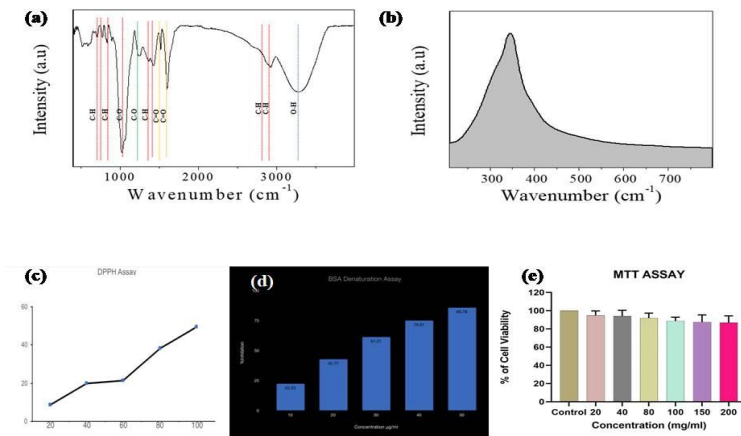 (a)
Intensity (a.u)
C-H
C-H
C-O
C-O
C-H
C=O
C=O
C-H
C-H
O-H
1000 2000 3000
Wavenumber (cm-1)
(b)
Intensity (a.u)
300 400 500 600 700
Wavenumber (cm-1)
(c)
DPPH Assay
60
40
20
0
20 40 60 80 100
(d)
BSA Denaturation Assay
100
75
50
25
0
10 20 30 40 50
Concentration µg/ml
(e)
MTT ASSAY
% of Cell Viability
120
100
80
60
40
20
0
Control 20 40 80 100 150 200
Concentration (mg/ml)